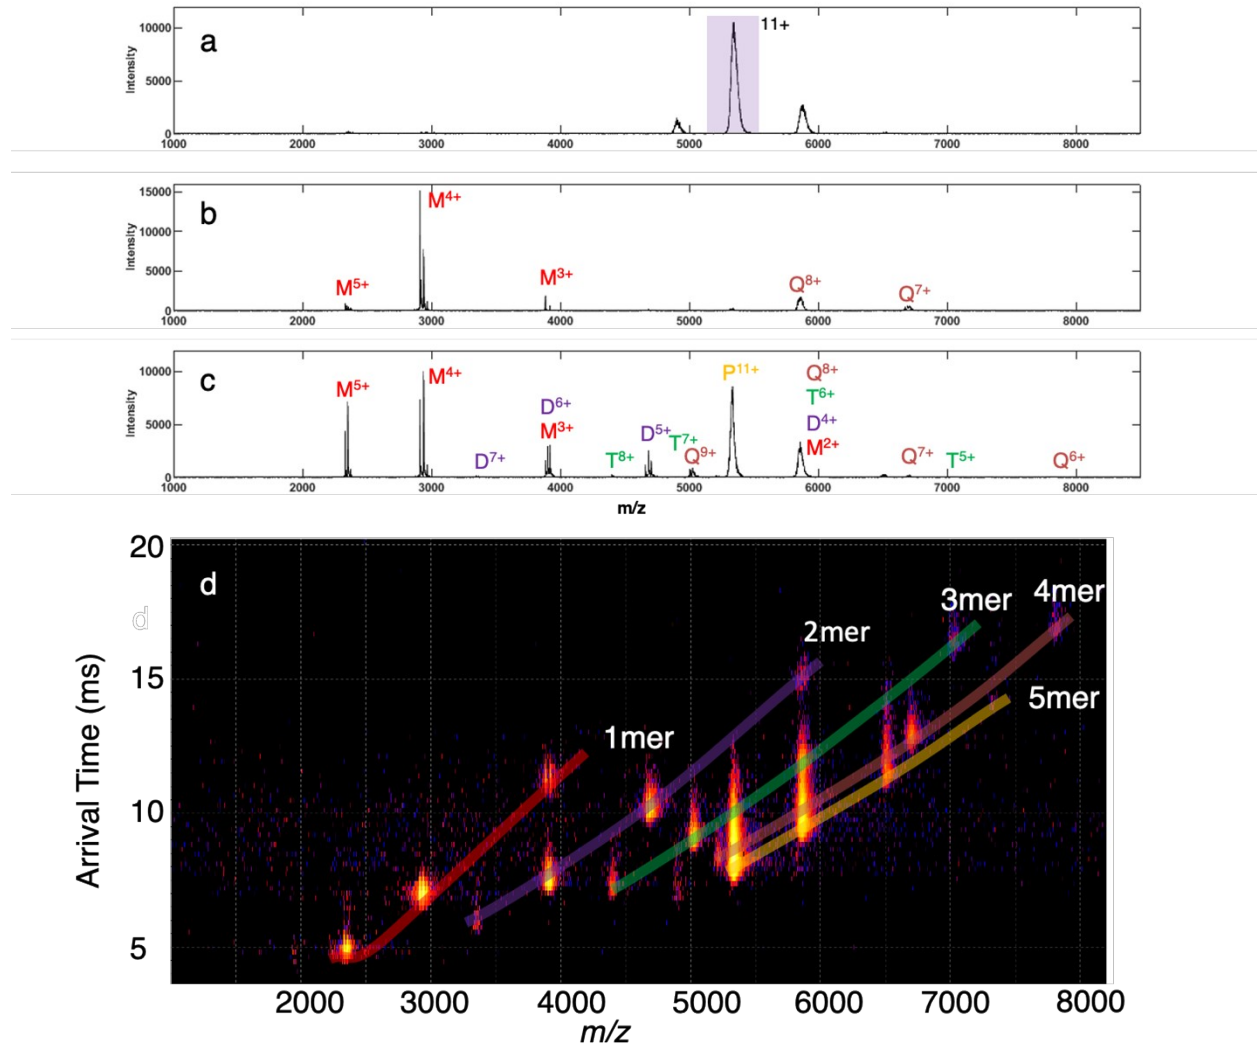 a
11+
Intensity
10000
5000
0
1000 2000 3000 4000 5000 6000 7000 8000
b
M4+
M5+
M3+
Q8+
Q7+
Intensity
15000
10000
5000
0
1000 2000 3000 4000 5000 6000 7000 8000
c
M5+
M4+
D7+
D6+
M3+
T8+
D5+
T7+
Q9+
P11+
Q8+
T6+
D4+
M2+
Q7+
T5+
Q6+
Intensity
10000
5000
0
1000 2000 3000 4000 5000 6000 7000 8000
m/z
d
d
1mer
2mer
3mer
4mer
5mer
Arrival Time (ms)
20
15
10
5
2000 3000 4000 5000 6000 7000 8000
m/z